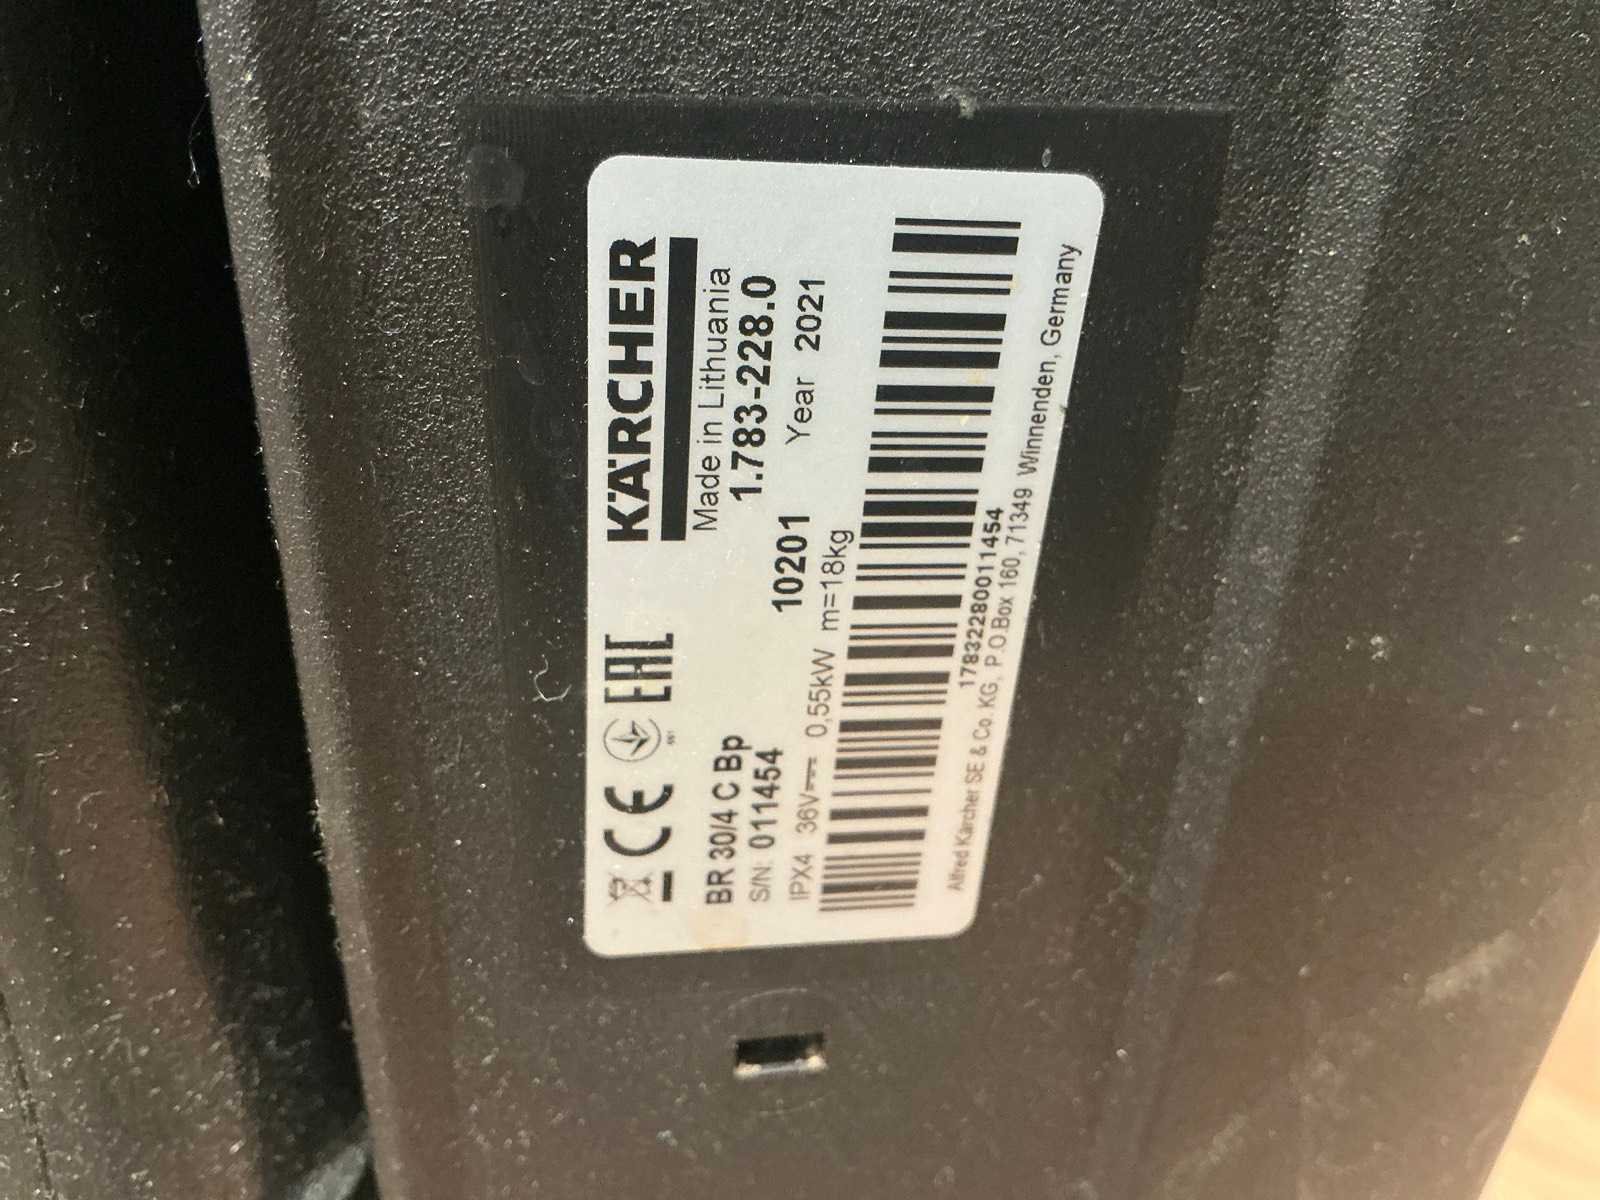 KÄRCHER
EAC
CE
Made in Lithuania
BR 30/4 C Bp 1.783-228.0
S/N: 011454 10201 Year 2021
IPX4 36V⎓ 0,55kW m=18kg
17832280011454
Alfred Kärcher SE & Co. KG, P.O.Box 160, 71349 Winnenden, Germany